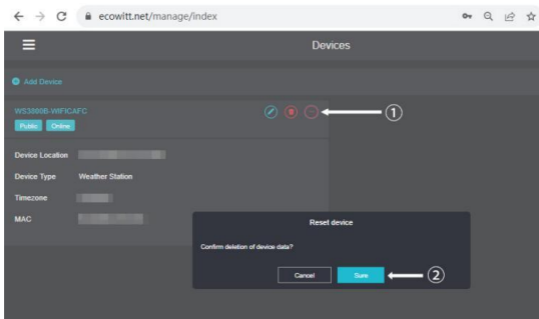 ecowitt.net/manage/index
Devices
Add Device
WS3800B-WIFICAFC
Public Online
①
Device Location
Device Type Weather Station
Timezone
MAC
Reset device
Confirm deletion of device data?
Cancel Sure
②